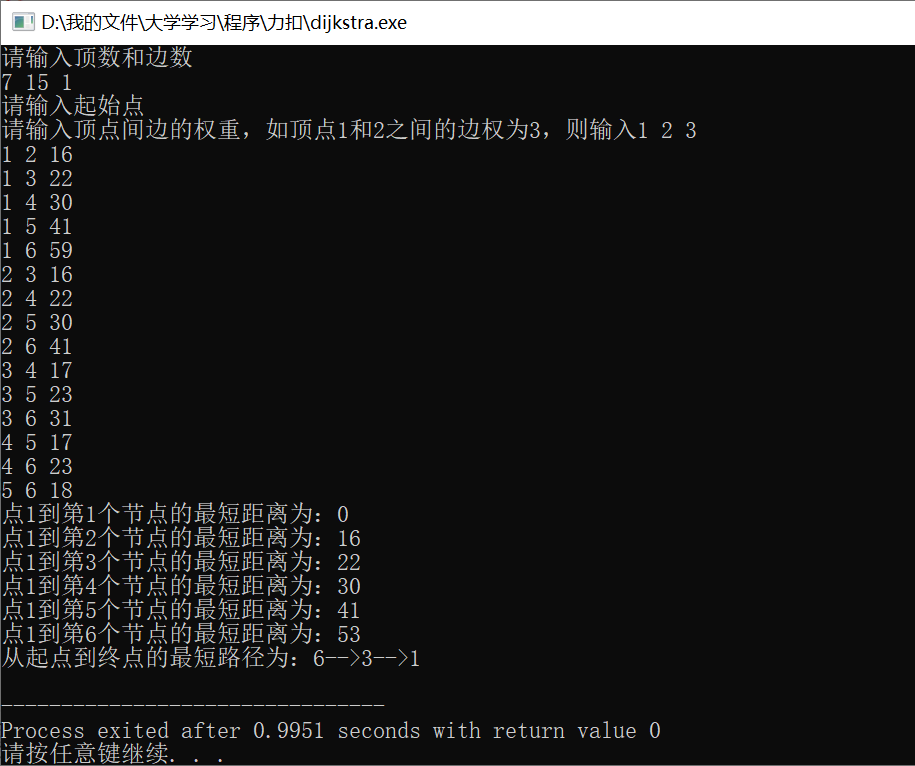 D:\我的文件\大学学习\程序\力扣\dijkstra.exe
请输入顶数和边数
7 15 1
请输入起始点
请输入顶点间边的权重，如顶点1和2之间的边权为3，则输入1 2 3
1 2 16
1 3 22
1 4 30
1 5 41
1 6 59
2 3 16
2 4 22
2 5 30
2 6 41
3 4 17
3 5 23
3 6 31
4 5 17
4 6 23
5 6 18
点1到第1个节点的最短距离为：0
点1到第2个节点的最短距离为：16
点1到第3个节点的最短距离为：22
点1到第4个节点的最短距离为：30
点1到第5个节点的最短距离为：41
点1到第6个节点的最短距离为：53
从起点到终点的最短路径为：6-->3-->1
--------------------------------
Process exited after 0.9951 seconds with return value 0
请按任意键继续. . .